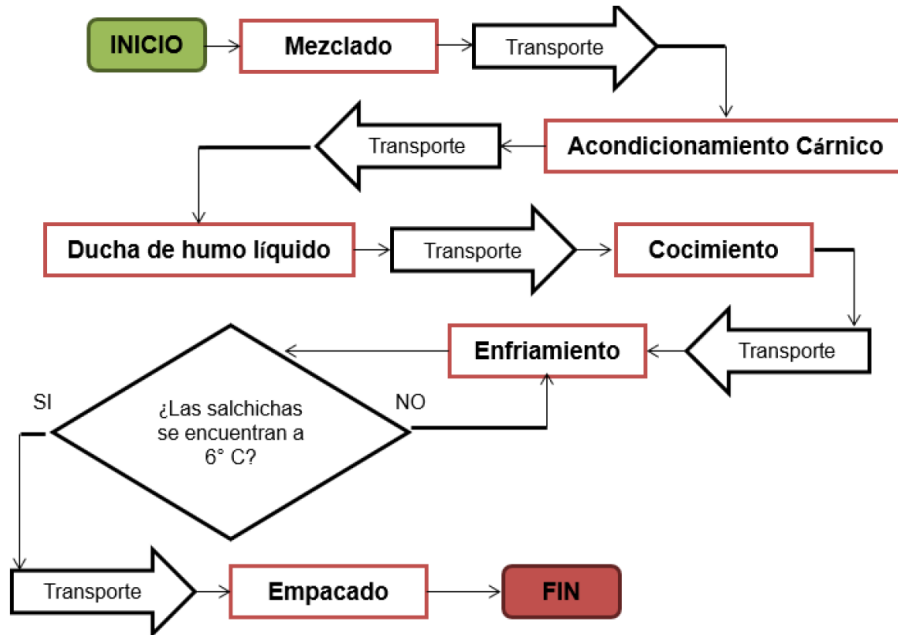 INICIO
Mezclado
Transporte
Acondicionamiento Cárnico
Transporte
Ducha de humo líquido
Transporte
Cocimiento
Transporte
Enfriamiento
¿Las salchichas
se encuentran a
6° C?
SI
NO
Transporte
Empacado
FIN